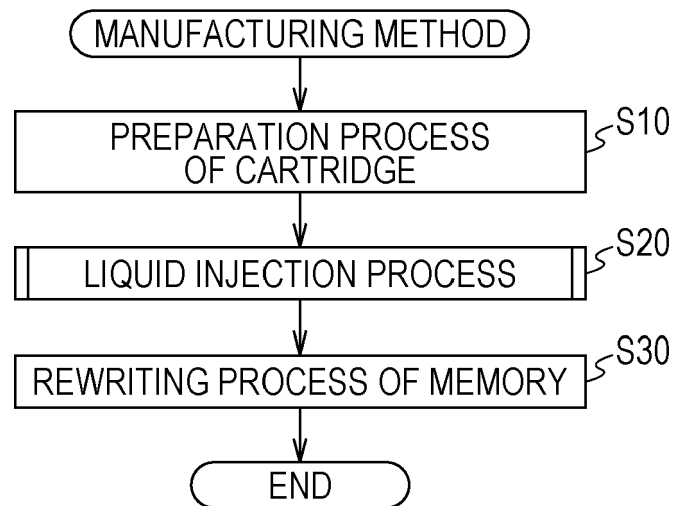 MANUFACTURING METHOD
PREPARATION PROCESS
OF CARTRIDGE
S10
LIQUID INJECTION PROCESS
S20
REWRITING PROCESS OF MEMORY
S30
END